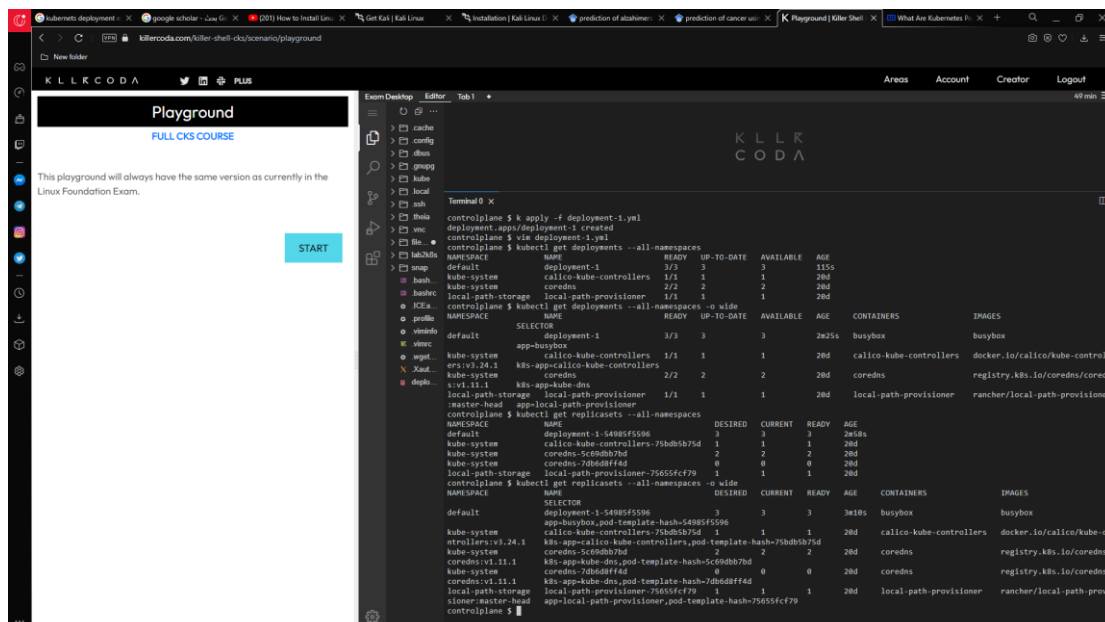 kubernets deployment
google scholar -
(201) How to Install Linu
Get Kali | Kali Linux
Installation | Kali Linux D
prediction of alzahimer
prediction of cancer usin
Playground | Killer Shell
What Are Kubernetes Po
VPN
killercoda.com/killer-shell-cks/scenario/playground
New folder
KLLRCODA
PLUS
Areas Account Creator Logout
Exam Desktop Editor Tab 1 +
49 min
Playground
FULL CKS COURSE
This playground will always have the same version as currently in the
Linux Foundation Exam.
START
.cache
.config
.dbus
.gnupg
.kube
.local
.ssh
.theia
.vnc
file...
lab2k8s
snap
.bash...
.bashrc
.ICEa...
.profile
.viminfo
.vimrc
.wget...
.Xaut...
deplo...
KLLR
CODA
Terminal 0
controlplane $ k apply -f deployment-1.yml
deployment.apps/deployment-1 created
controlplane $ vim deployment-1.yml
controlplane $ kubectl get deployments --all-namespaces
NAMESPACE NAME READY UP-TO-DATE AVAILABLE AGE
default deployment-1 3/3 3 3 115s
kube-system calico-kube-controllers 1/1 1 1 20d
kube-system coredns 2/2 2 2 20d
local-path-storage local-path-provisioner 1/1 1 1 20d
controlplane $ kubectl get deployments --all-namespaces -o wide
NAMESPACE NAME READY UP-TO-DATE AVAILABLE AGE CONTAINERS IMAGES
SELECTOR
default deployment-1 3/3 3 3 2m25s busybox busybox
app=busybox
kube-system calico-kube-controllers 1/1 1 1 20d calico-kube-controllers docker.io/calico/kube-control
ers:v3.24.1 k8s-app=calico-kube-controllers
kube-system coredns 2/2 2 2 20d coredns registry.k8s.io/coredns/cored
s:v1.11.1 k8s-app=kube-dns
local-path-storage local-path-provisioner 1/1 1 1 20d local-path-provisioner rancher/local-path-provisione
:master-head app=local-path-provisioner
controlplane $ kubectl get replicasets --all-namespaces
NAMESPACE NAME DESIRED CURRENT READY AGE
default deployment-1-54985f5596 3 3 3 2m58s
kube-system calico-kube-controllers-75bdb5b75d 1 1 1 20d
kube-system coredns-5c69dbb7bd 2 2 2 20d
kube-system coredns-7db6d8ff4d 0 0 0 20d
local-path-storage local-path-provisioner-75655fcf79 1 1 1 20d
controlplane $ kubectl get replicasets --all-namespaces -o wide
NAMESPACE NAME DESIRED CURRENT READY AGE CONTAINERS IMAGES
SELECTOR
default deployment-1-54985f5596 3 3 3 3m10s busybox busybox
app=busybox,pod-template-hash=54985f5596
kube-system calico-kube-controllers-75bdb5b75d 1 1 1 20d calico-kube-controllers docker.io/calico/kube-c
ntrollers:v3.24.1 k8s-app=calico-kube-controllers,pod-template-hash=75bdb5b75d
kube-system coredns-5c69dbb7bd 2 2 2 20d coredns registry.k8s.io/coredns
coredns:v1.11.1 k8s-app=kube-dns,pod-template-hash=5c69dbb7bd
kube-system coredns-7db6d8ff4d 0 0 0 20d coredns registry.k8s.io/coredns
coredns:v1.11.1 k8s-app=kube-dns,pod-template-hash=7db6d8ff4d
local-path-storage local-path-provisioner-75655fcf79 1 1 1 20d local-path-provisioner rancher/local-path-prov
sioner:master-head app=local-path-provisioner,pod-template-hash=75655fcf79
controlplane $